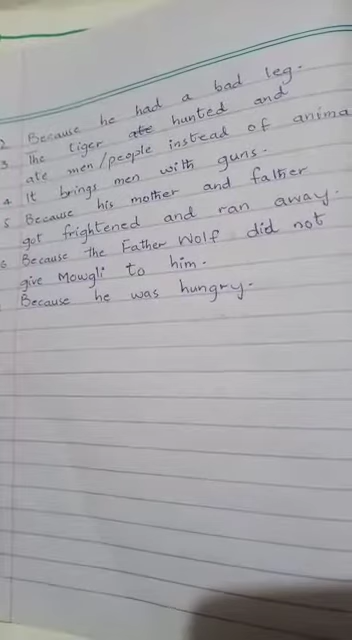 2 Because he had a bad leg.
3 The tiger ate hunted and
ate men/people instead of anima
4 It brings men with guns.
5 Because his mother and father
got frightened and ran away.
6 Because the Father Wolf did not
give Mowgli to him.
Because he was hungry.